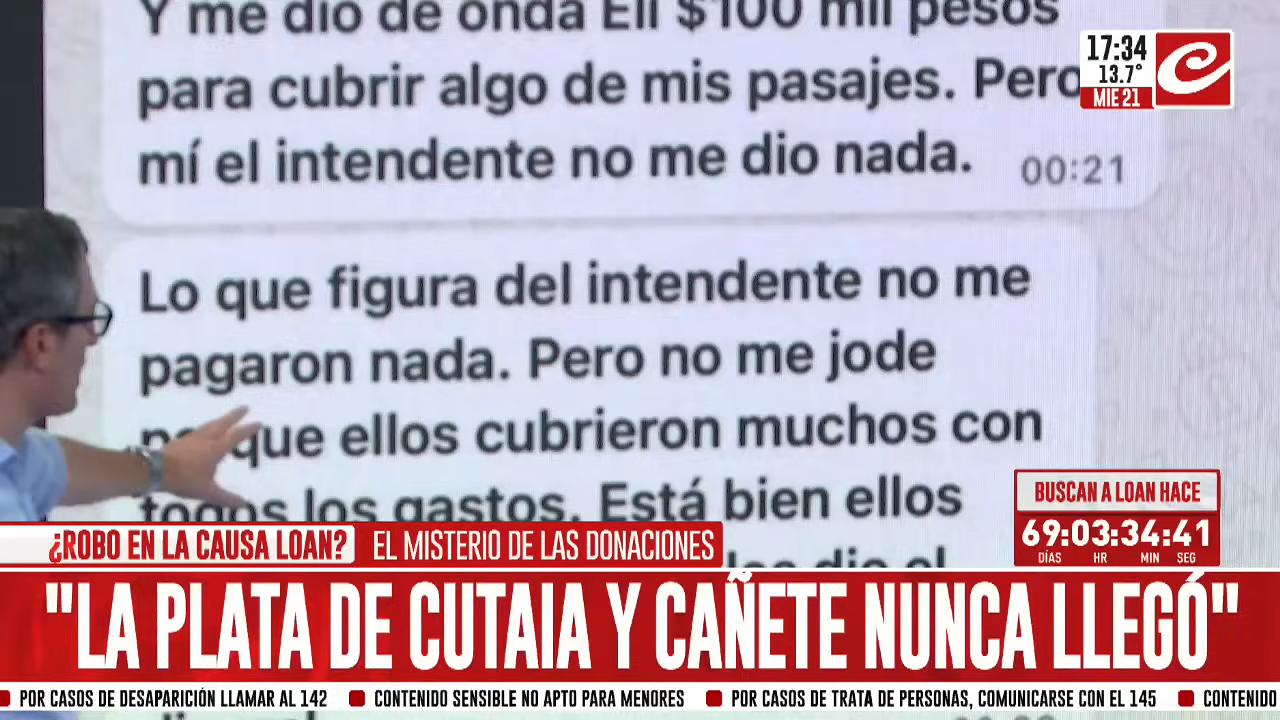 Y me dio de onda Eli $100 mil pesos
para cubrir algo de mis pasajes. Pero
mí el intendente no me dio nada.
00:21
Lo que figura del intendente no me
pagaron nada. Pero no me jode
que ellos cubrieron muchos con
todos los gastos. Está bien ellos
17:34
13.7°
MIE 21
BUSCAN A LOAN HACE
69:03:34:41
DÍAS HR MIN SEG
¿ROBO EN LA CAUSA LOAN? EL MISTERIO DE LAS DONACIONES
"LA PLATA DE CUTAIA Y CAÑETE NUNCA LLEGÓ"
POR CASOS DE DESAPARICIÓN LLAMAR AL 142 CONTENIDO SENSIBLE NO APTO PARA MENORES POR CASOS DE TRATA DE PERSONAS, COMUNICARSE CON EL 145 CONTENIDO